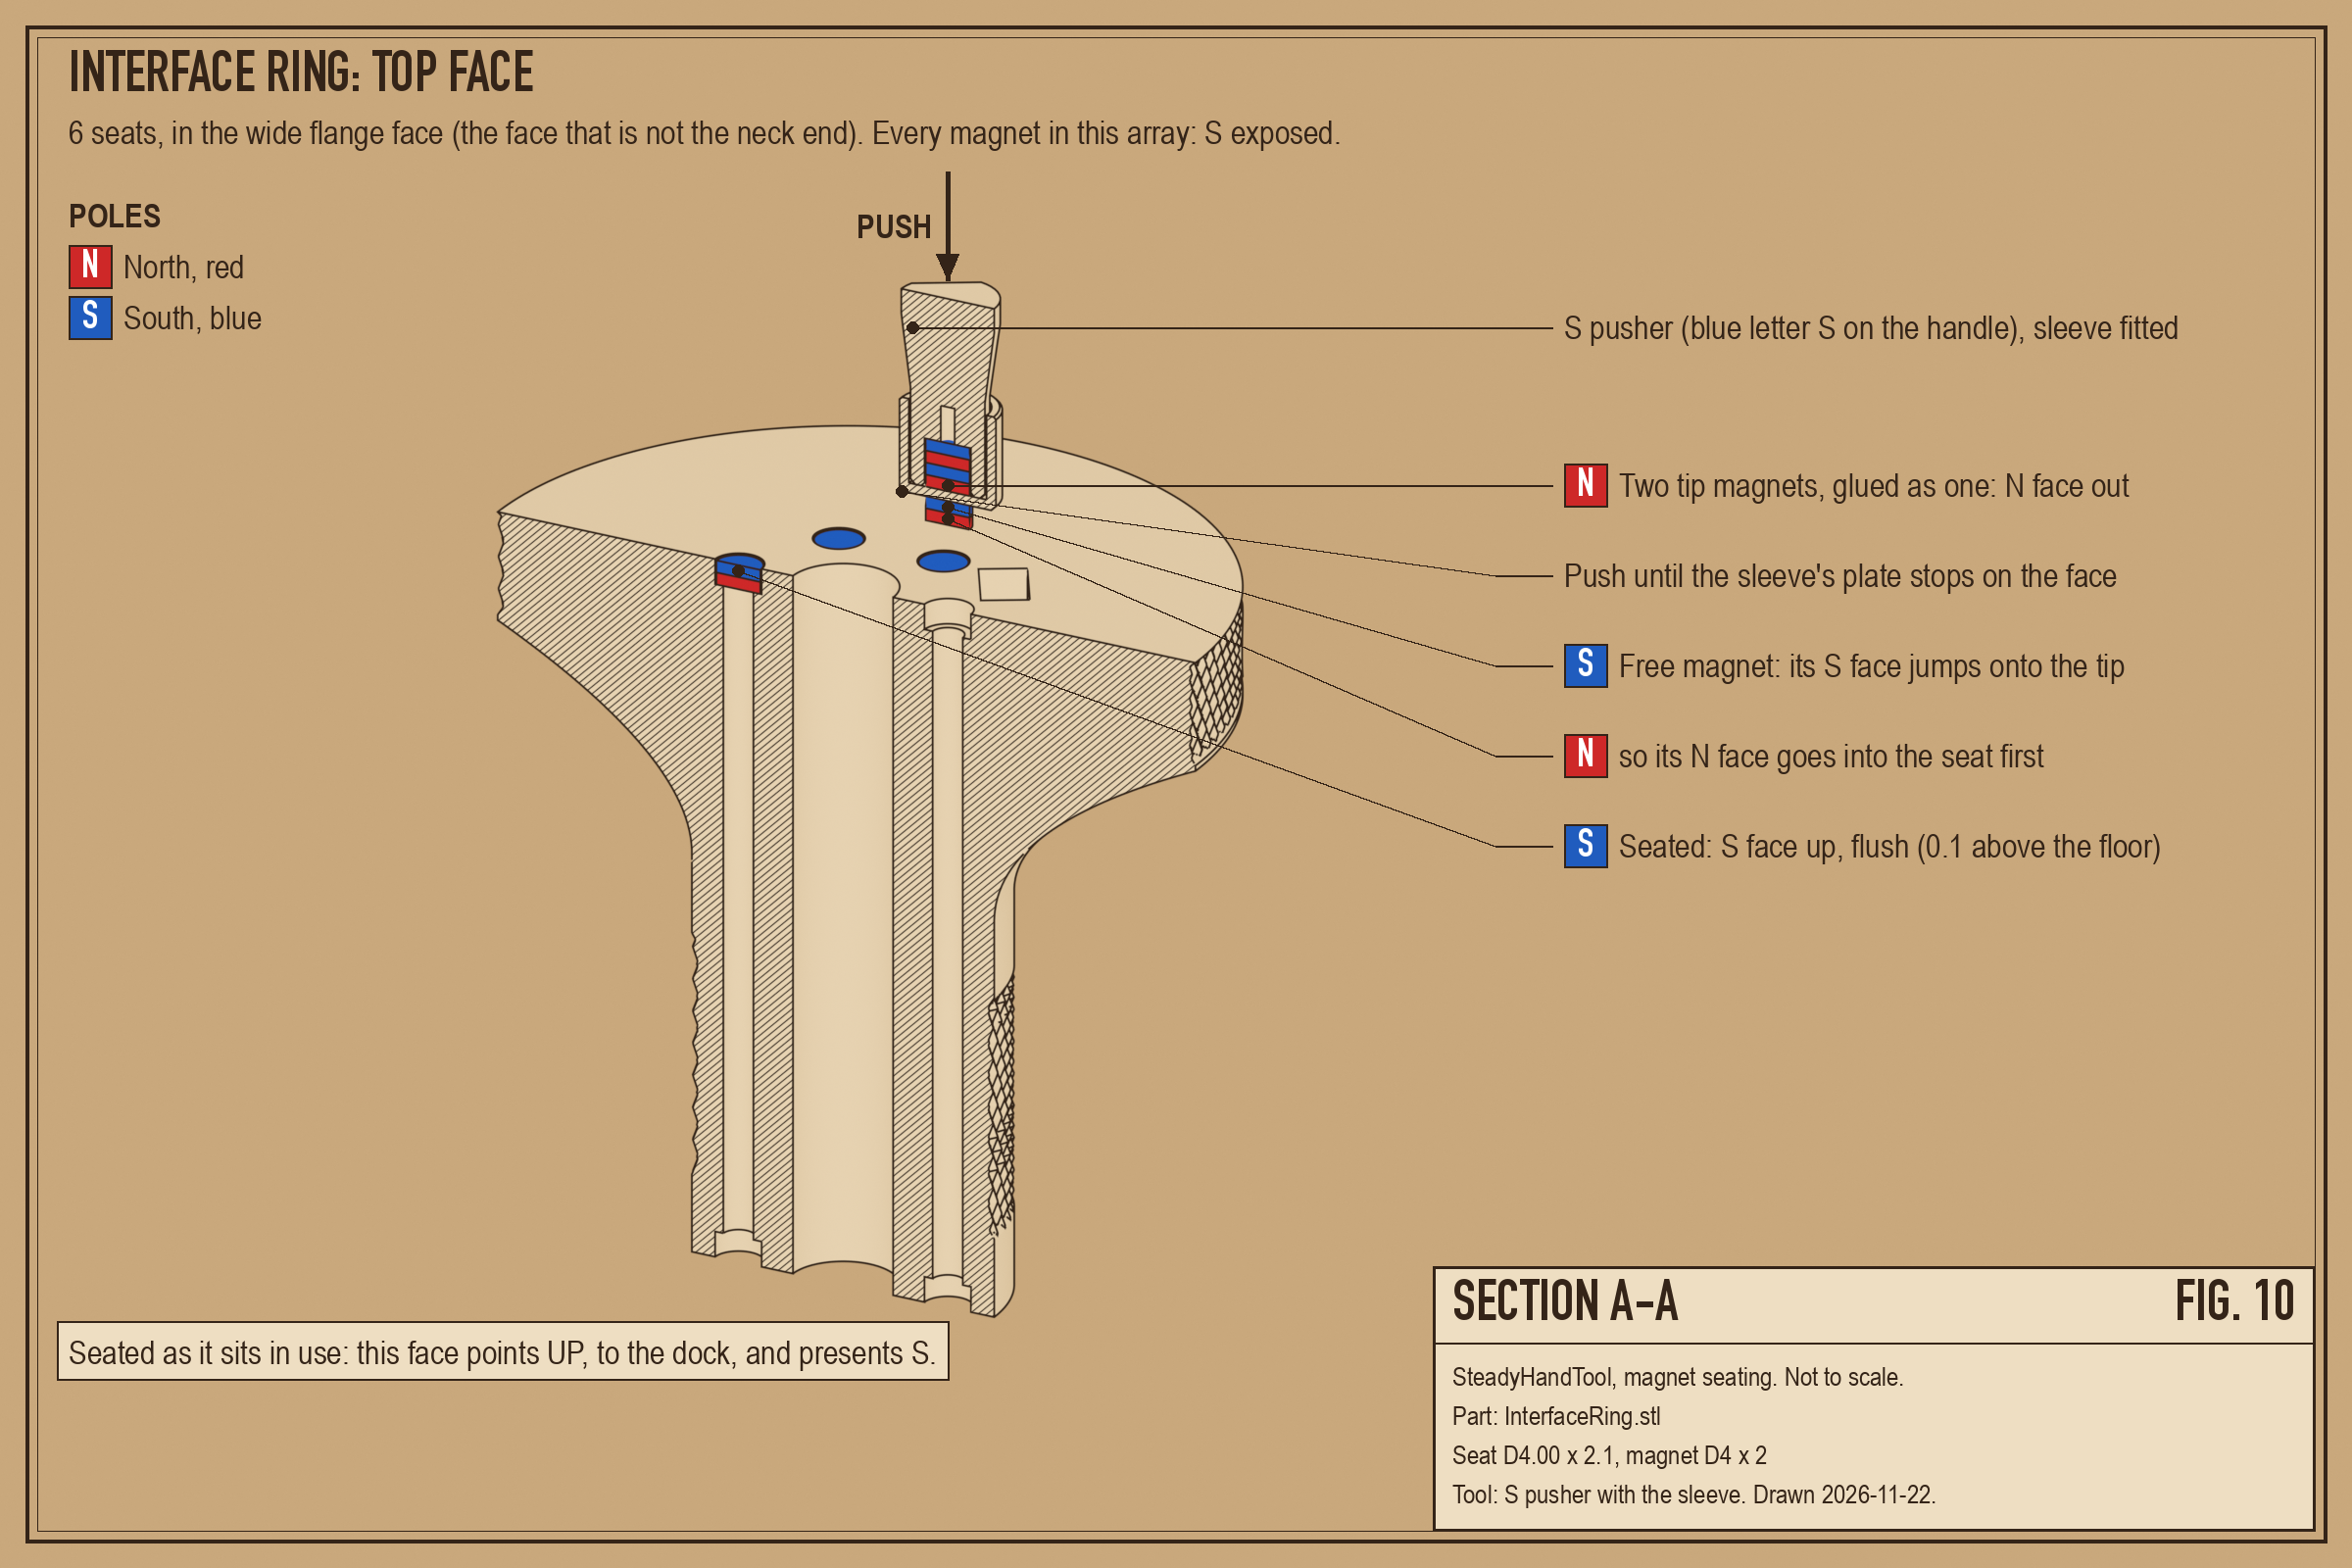 INTERFACE RING: TOP FACE
6 seats, in the wide flange face (the face that is not the neck end). Every magnet in this array: S exposed.
POLES
N North, red
S South, blue
PUSH
S pusher (blue letter S on the handle), sleeve fitted
N Two tip magnets, glued as one: N face out
Push until the sleeve's plate stops on the face
S Free magnet: its S face jumps onto the tip
N so its N face goes into the seat first
S Seated: S face up, flush (0.1 above the floor)
Seated as it sits in use: this face points UP, to the dock, and presents S.
SECTION A-A FIG. 10
SteadyHandTool, magnet seating. Not to scale.
Part: InterfaceRing.stl
Seat D4.00 x 2.1, magnet D4 x 2
Tool: S pusher with the sleeve. Drawn 2026-11-22.